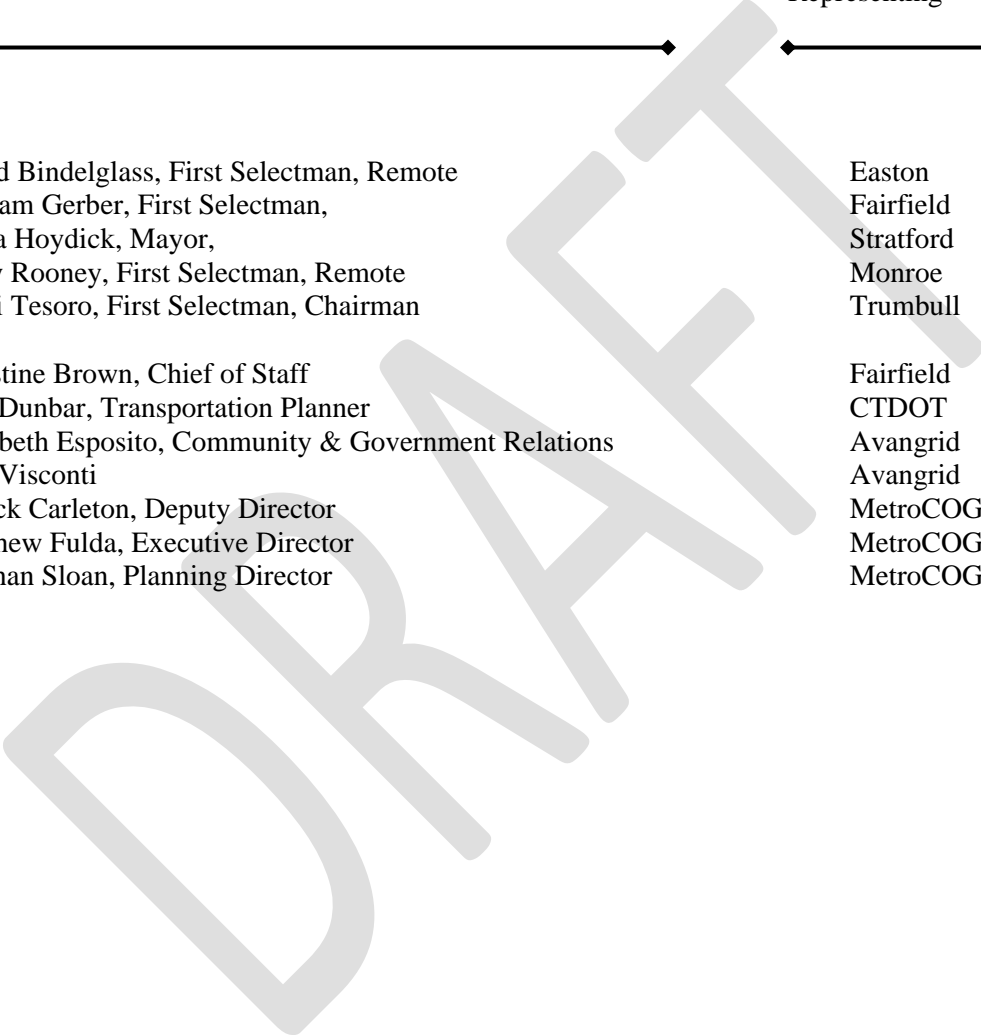 Representing
d Bindelglass, First Selectman, Remote Easton
am Gerber, First Selectman, Fairfield
a Hoydick, Mayor, Stratford
y Rooney, First Selectman, Remote Monroe
i Tesoro, First Selectman, Chairman Trumbull
stine Brown, Chief of Staff Fairfield
Dunbar, Transportation Planner CTDOT
beth Esposito, Community & Government Relations Avangrid
Visconti Avangrid
ck Carleton, Deputy Director MetroCOG
hew Fulda, Executive Director MetroCOG
han Sloan, Planning Director MetroCOG
DRAFT